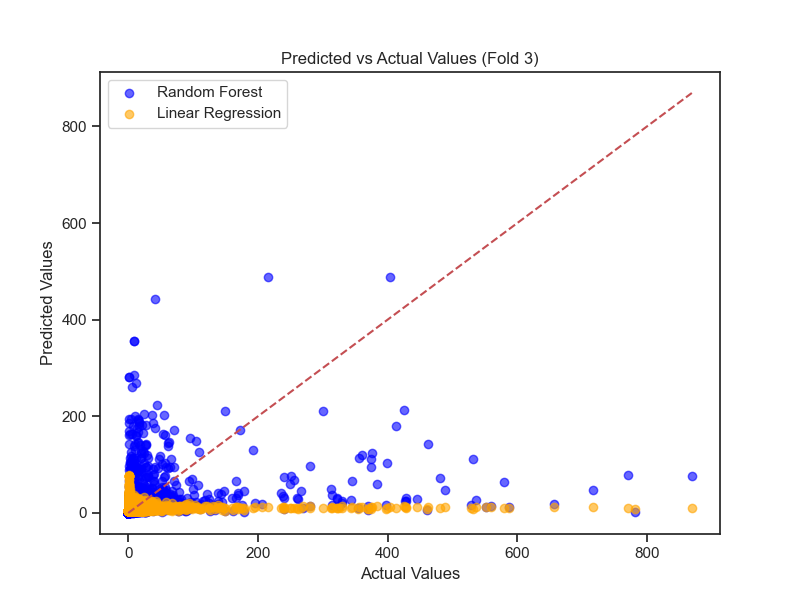 Predicted vs Actual Values (Fold 3)
Random Forest
Linear Regression
Predicted Values
800
600
400
200
0
0 200 400 600 800
Actual Values